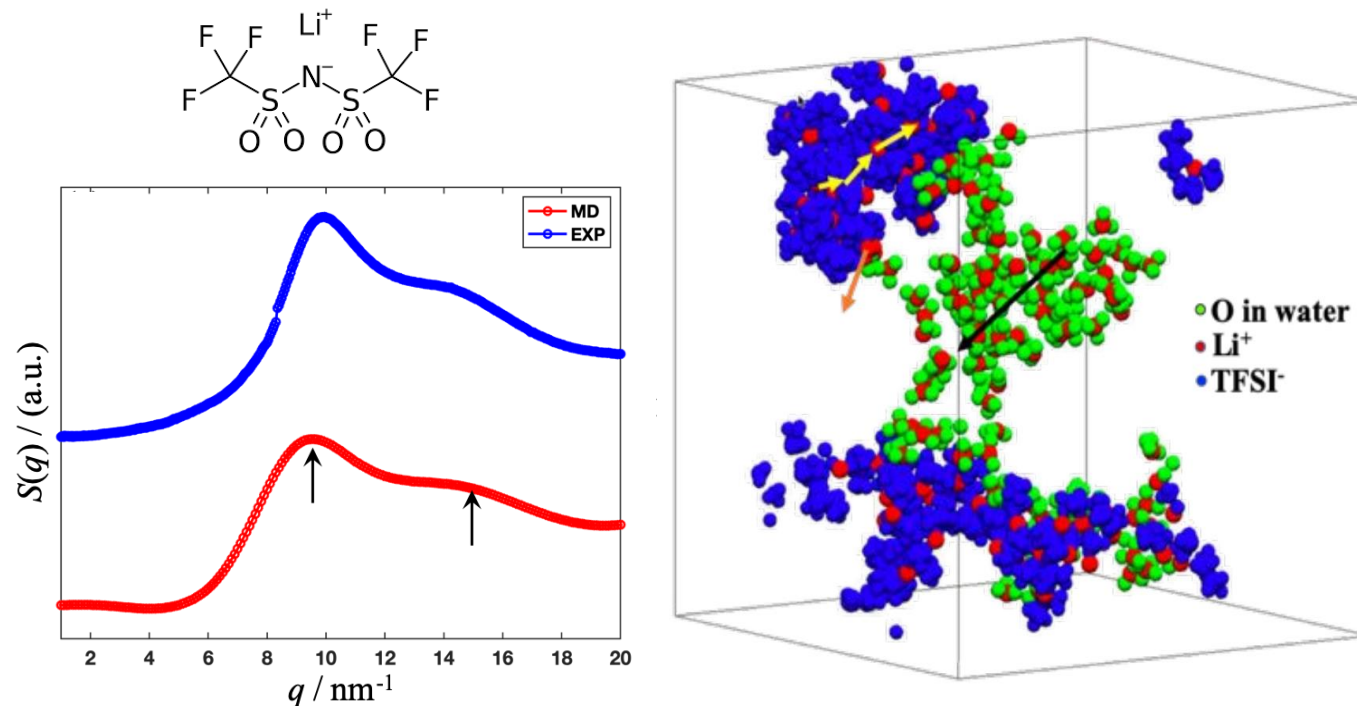 Li⁺
F F F F
F N⁻ F
S S
O O O O
MD
EXP
S(q) / (a.u.)
2 4 6 8 10 12 14 16 18 20
q / nm⁻¹
O in water
Li⁺
TFSI⁻